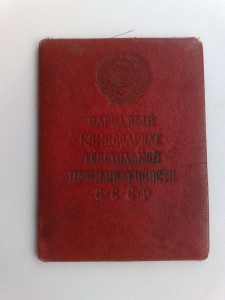 НАРОДНЫЙ
КОМИССАРИАТ
ТЕКСТИЛЬНОЙ
ПРОМЫШЛЕННОСТИ
С·С·С·Р